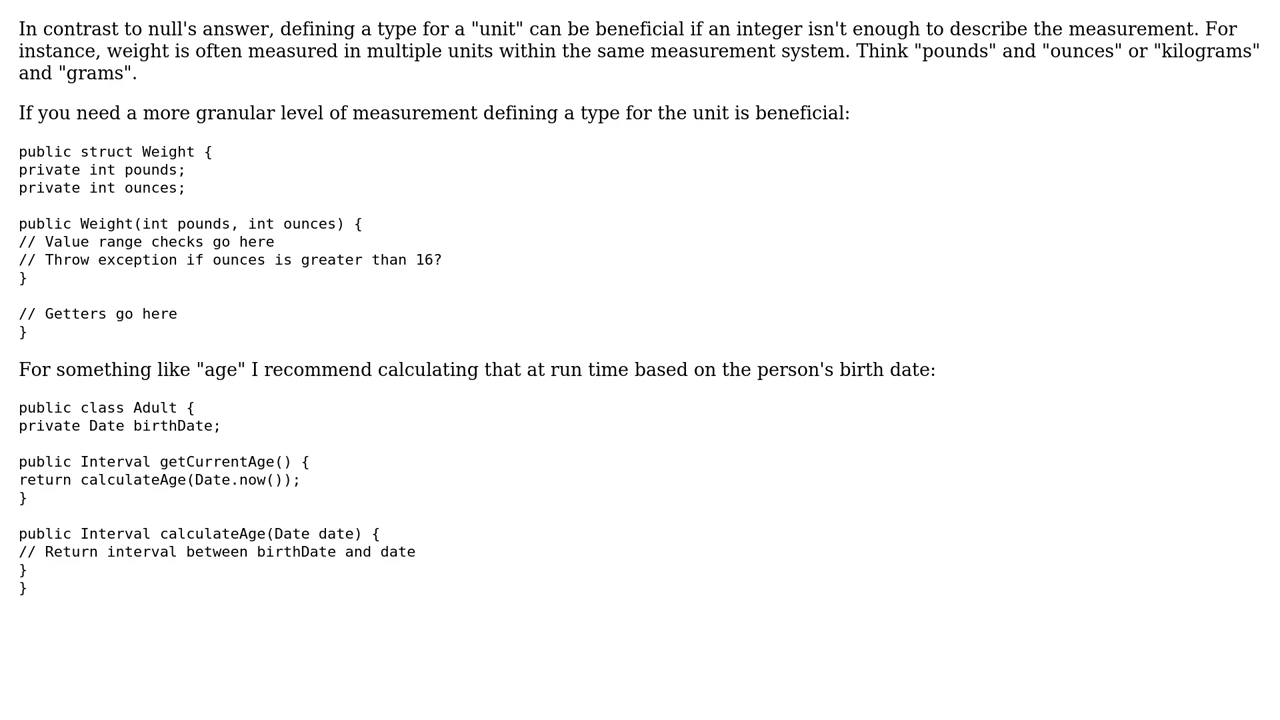 In contrast to null's answer, defining a type for a "unit" can be beneficial if an integer isn't enough to describe the measurement. For
instance, weight is often measured in multiple units within the same measurement system. Think "pounds" and "ounces" or "kilograms"
and "grams".
If you need a more granular level of measurement defining a type for the unit is beneficial:
public struct Weight {
private int pounds;
private int ounces;
public Weight(int pounds, int ounces) {
// Value range checks go here
// Throw exception if ounces is greater than 16?
}
// Getters go here
}
For something like "age" I recommend calculating that at run time based on the person's birth date:
public class Adult {
private Date birthDate;
public Interval getCurrentAge() {
return calculateAge(Date.now());
}
public Interval calculateAge(Date date) {
// Return interval between birthDate and date
}
}